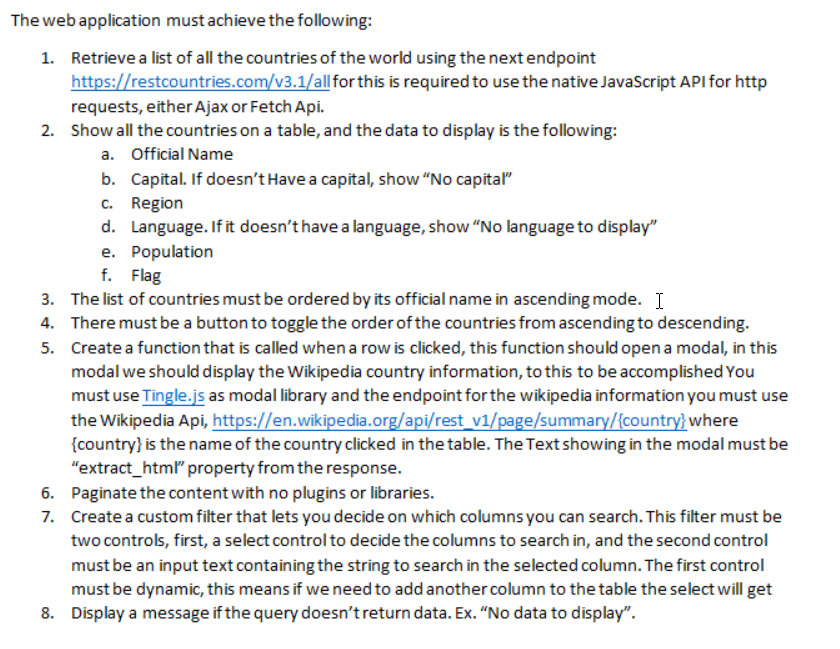 The web application must achieve the following:
1. Retrieve a list of all the countries of the world using the next endpoint
https://restcountries.com/v3.1/all for this is required to use the native JavaScript API for http
requests, either Ajax or Fetch Api.
2. Show all the countries on a table, and the data to display is the following:
a. Official Name
b. Capital. If doesn't Have a capital, show “No capital”
c. Region
d. Language. If it doesn't have a language, show “No language to display”
e. Population
f. Flag
3. The list of countries must be ordered by its official name in ascending mode.
4. There must be a button to toggle the order of the countries from ascending to descending.
5. Create a function that is called when a row is clicked, this function should open a modal, in this
modal we should display the Wikipedia country information, to this to be accomplished You
must use Tingle.js as modal library and the endpoint for the wikipedia information you must use
the Wikipedia Api, https://en.wikipedia.org/api/rest_v1/page/summary/{country} where
{country} is the name of the country clicked in the table. The Text showing in the modal must be
“extract_html” property from the response.
6. Paginate the content with no plugins or libraries.
7. Create a custom filter that lets you decide on which columns you can search. This filter must be
two controls, first, a select control to decide the columns to search in, and the second control
must be an input text containing the string to search in the selected column. The first control
must be dynamic, this means if we need to add another column to the table the select will get
8. Display a message if the query doesn't return data. Ex. “No data to display”.